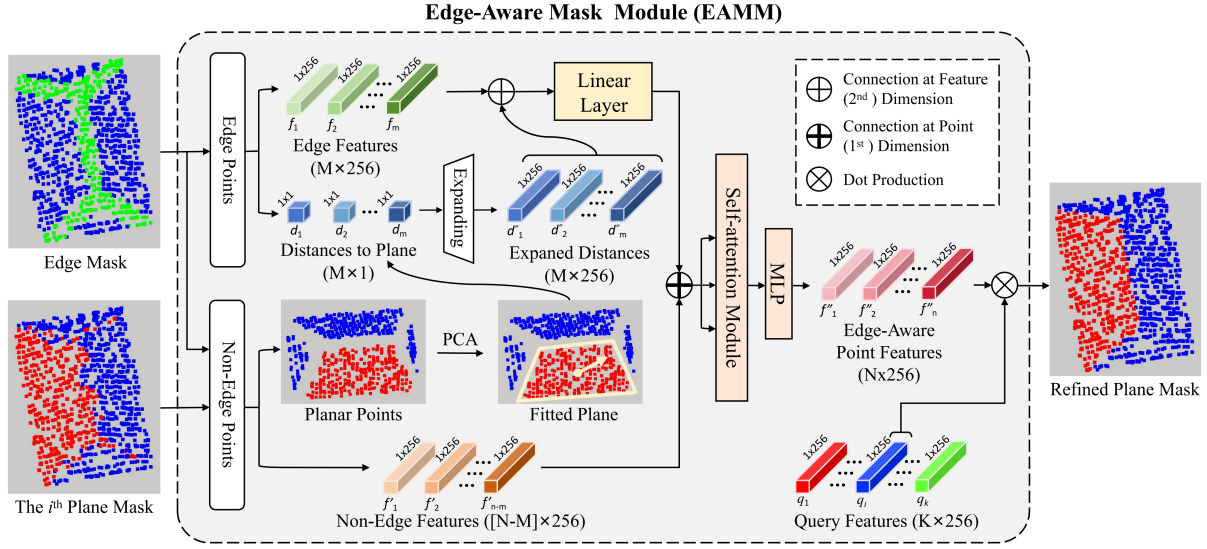 Edge-Aware Mask Module (EAMM)
Edge Mask
The iᵗʰ Plane Mask
Edge Points
Non-Edge Points
1x256
1x256
1x256
f₁
f₂
fₘ
Edge Features
(M×256)
Linear
Layer
1x1
1x1
1x1
d₁
d₂
dₘ
Distances to Plane
(M×1)
Expanding
1x256
1x256
1x256
d″₁
d″₂
d″ₘ
Expaned Distances
(M×256)
Planar Points
PCA
Fitted Plane
1x256
1x256
1x256
f′₁
f′₂
f′ₙ₋ₘ
Non-Edge Features ([N-M]×256)
Self-attention Module
MLP
Connection at Feature
(2ⁿᵈ ) Dimension
Connection at Point
(1ˢᵗ ) Dimension
Dot Production
1x256
1x256
1x256
f″₁
f″₂
f″ₙ
Edge-Aware
Point Features
(Nx256)
1x256
1x256
1x256
q₁
qᵢ
qₖ
Query Features (K×256)
Refined Plane Mask